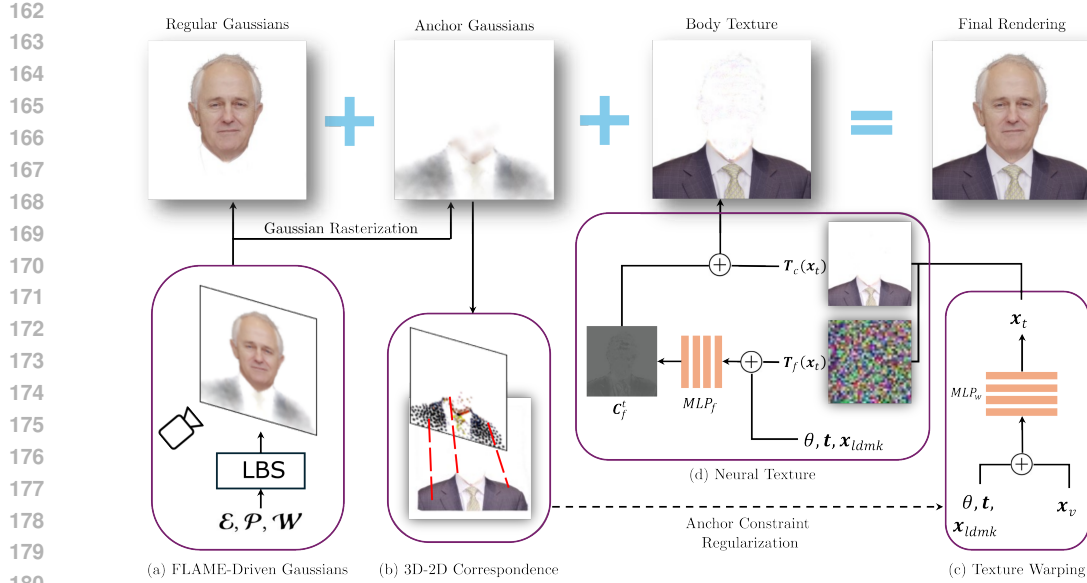 162
163
164
165
166
167
168
169
170
171
172
173
174
175
176
177
178
179
180
Regular Gaussians
Anchor Gaussians
Body Texture
Final Rendering
Gaussian Rasterization
LBS
ℰ, 𝒫, 𝒲
(a) FLAME-Driven Gaussians
(b) 3D-2D Correspondence
T_c(x_t)
T_f(x_t)
C_f^t
MLP_f
θ, t, x_ldmk
(d) Neural Texture
Anchor Constraint
Regularization
x_t
MLP_w
θ, t,
x_ldmk
x_v
(c) Texture Warping